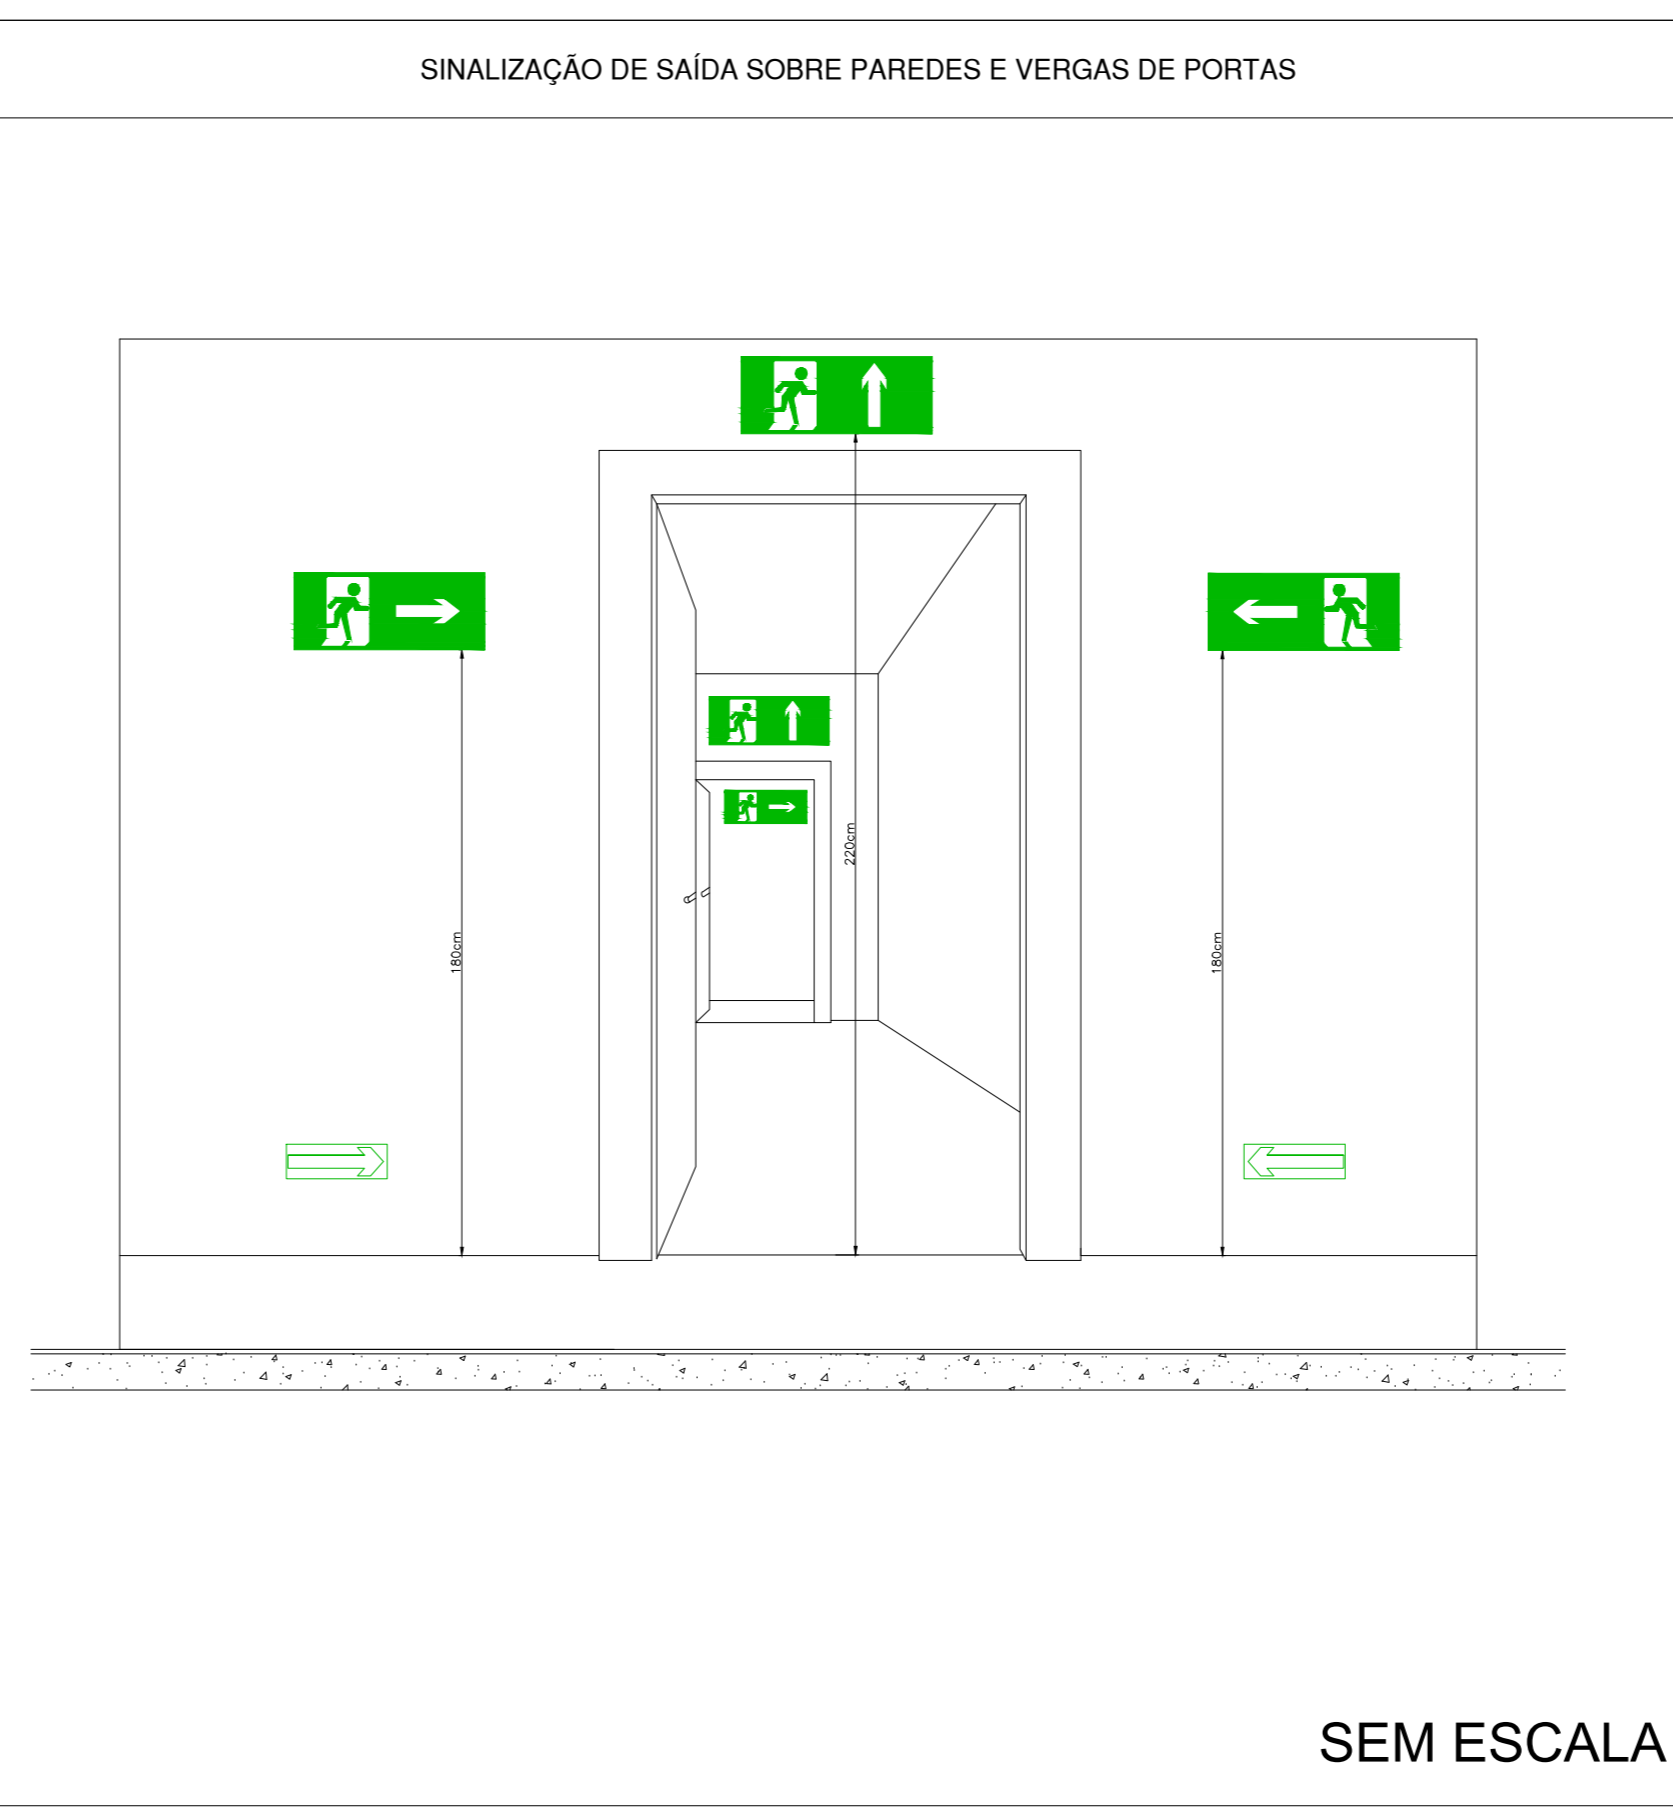 SINALIZAÇÃO DE SAÍDA SOBRE PAREDES E VERGAS DE PORTAS
220cm
180cm
180cm
SEM ESCALA